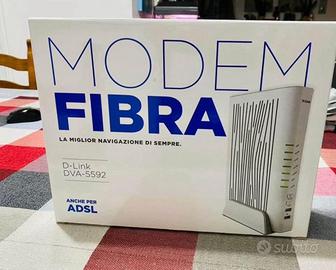 MODEM
FIBRA
LA MIGLIOR NAVIGAZIONE DI SEMPRE.
D-Link
DVA-5592
ANCHE PER
ADSL
subito